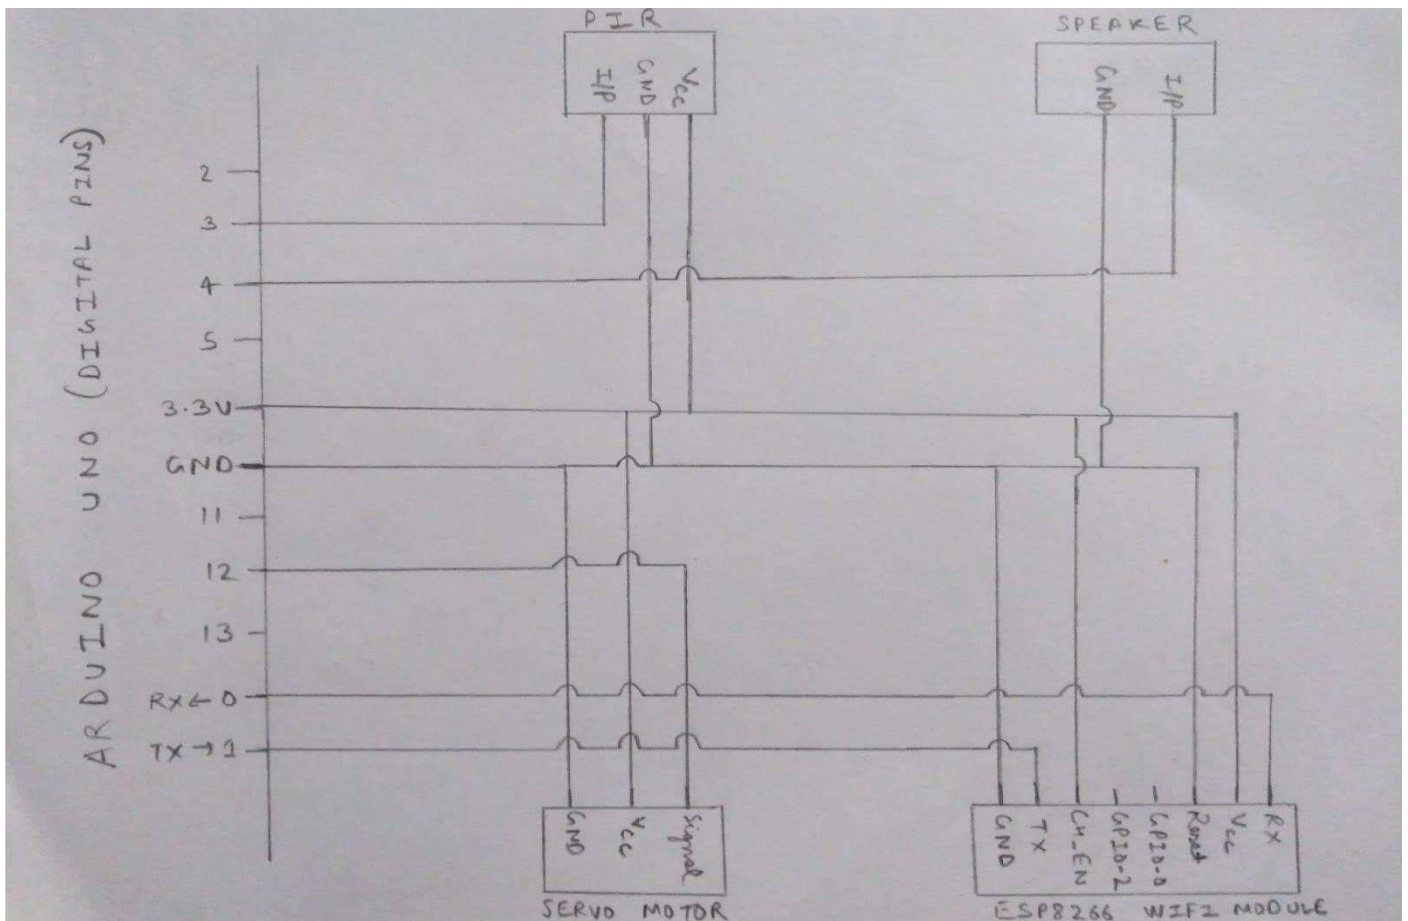 PIR
I/P GND Vcc
SPEAKER
GND I/P
ARDUINO UNO (DIGITAL PINS)
2
3
4
5
3.3V
GND
11
12
13
RX ← 0
TX → 1
GND Vcc Signal
SERVO MOTOR
GND TX CH_EN GPIO-2 GPIO-0 Reset Vcc RX
ESP8266 WIFI MODULE